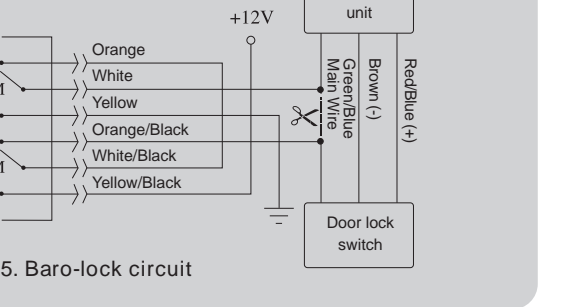 unit
+12V
Orange
White
Yellow
Orange/Black
White/Black
Yellow/Black
Main Wire
Green/Blue
Brown (-)
Red/Blue (+)
Door lock
switch
5. Baro-lock circuit